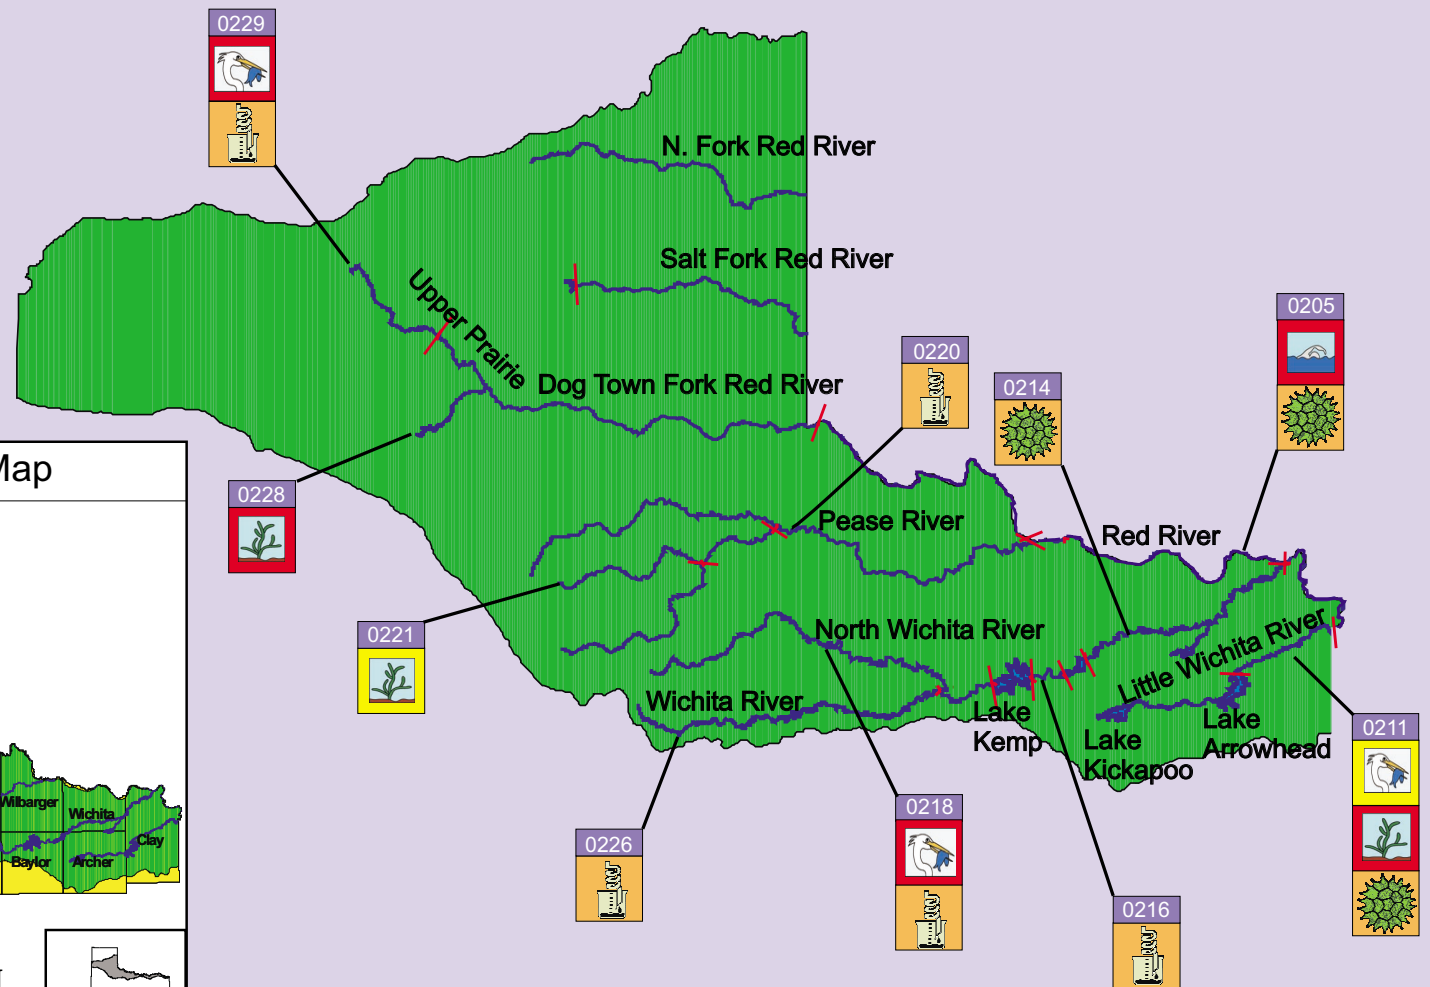 0229
N. Fork Red River
Salt Fork Red River
Upper Prairie
0205
0220
0214
Dog Town Fork Red River
Map
0228
Pease River
Red River
0221
North Wichita River
Little Wichita River
Wichita River
Lake
Kemp
Lake
Kickapoo
Lake
Arrowhead
0211
0218
0226
0216
Wilbarger
Wichita
Clay
Baylor
Archer